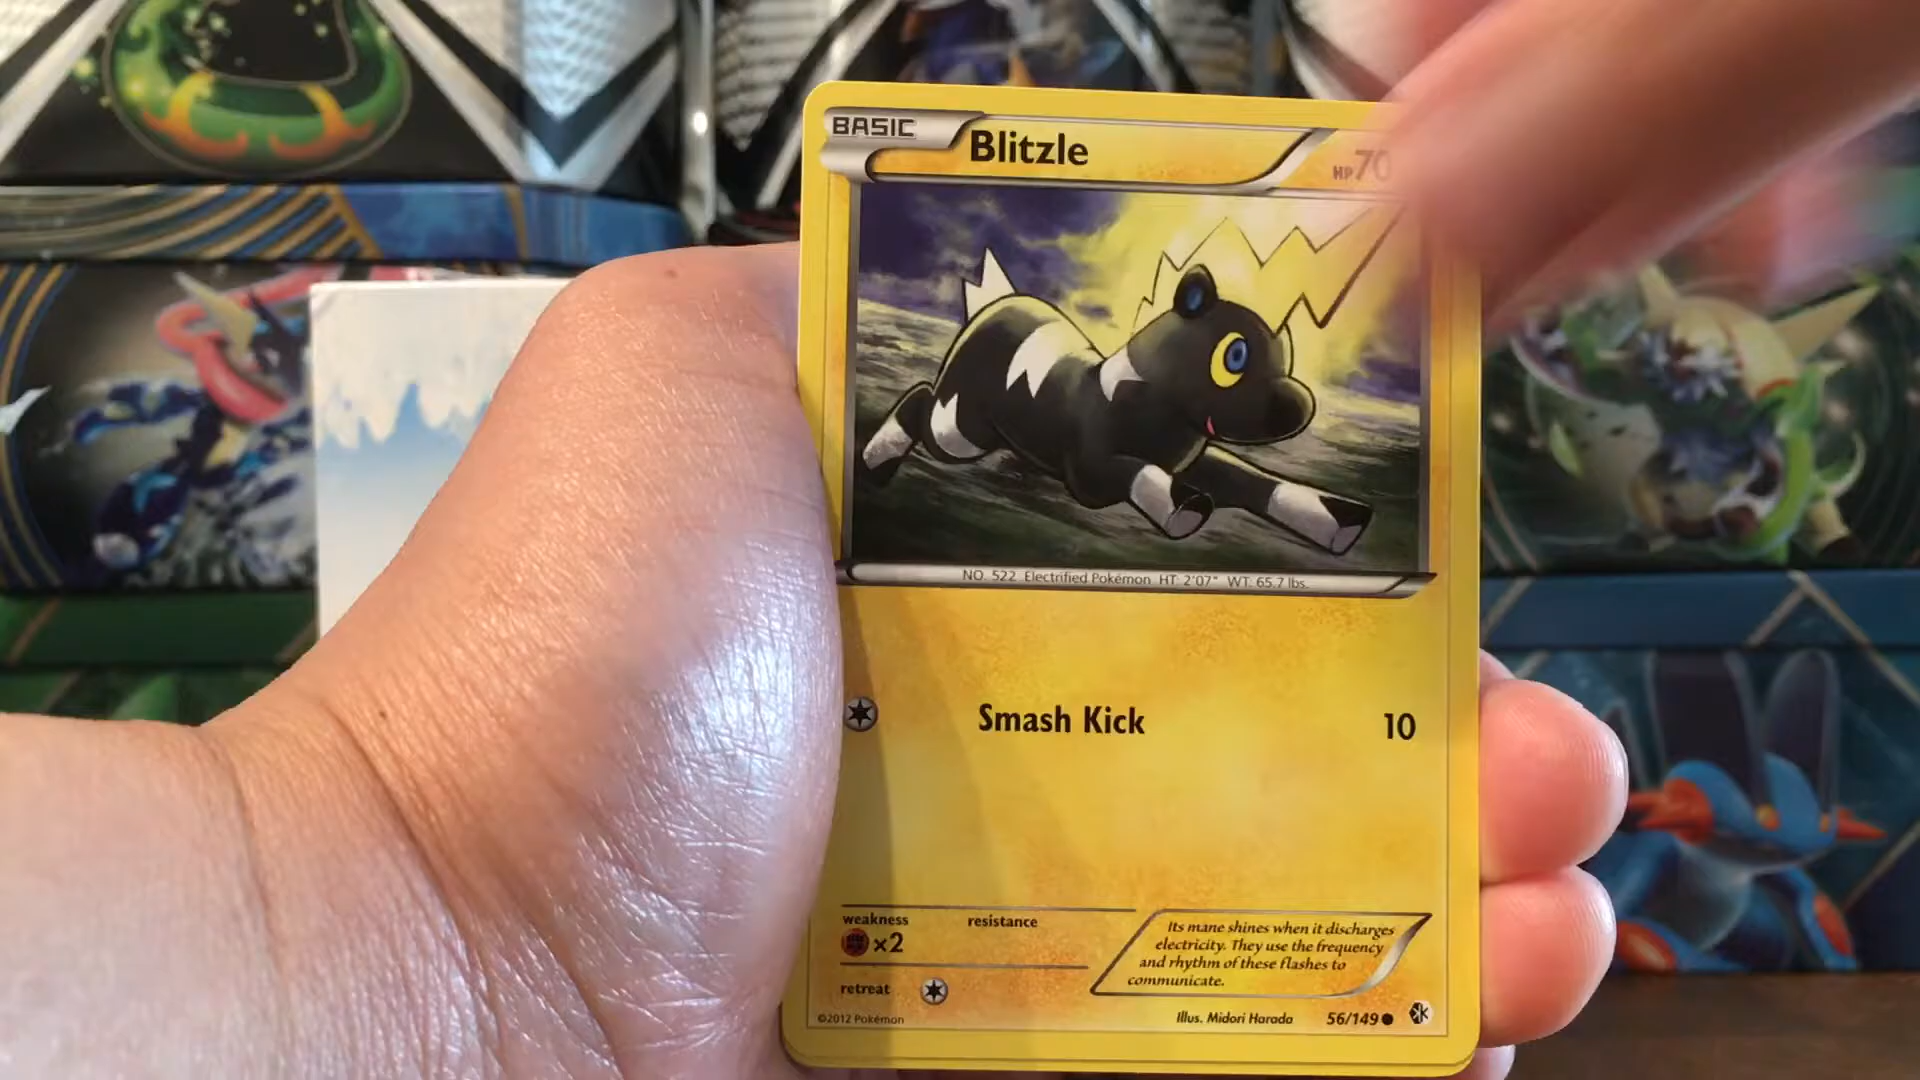 BASIC
Blitzle
HP70
NO. 522 Electrified Pokémon HT: 2'07" WT: 65.7 lbs.
Smash Kick 10
weakness
×2
resistance
retreat
Its mane shines when it discharges
electricity. They use the frequency
and rhythm of these flashes to
communicate.
©2012 Pokémon
Illus. Midori Harada
56/149